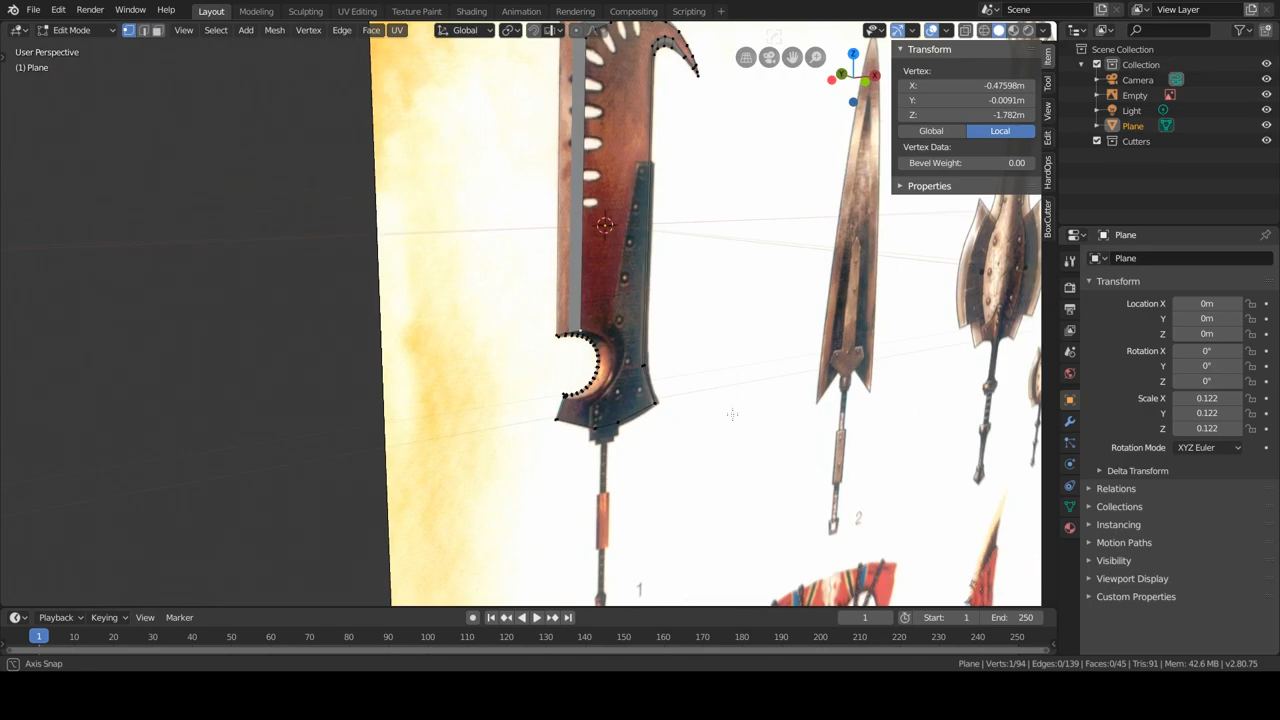 File Edit Render Window Help Layout Modeling Sculpting UV Editing Texture Paint Shading Animation Rendering Compositing Scripting + Scene View Layer
Edit Mode View Select Add Mesh Vertex Edge Face UV Global
User Perspective
(1) Plane
Transform
Vertex:
X: -0.47598m
Y: -0.0091m
Z: -1.782m
Global Local
Vertex Data:
Bevel Weight: 0.00
Properties
Item
Tool
View
Edit
HardOps
BoxCutter
Z
Y
X
1
2
Scene Collection
Collection
Camera
Empty
Light
Plane
Cutters
Plane
Plane
Transform
Location X 0m
Y 0m
Z 0m
Rotation X 0°
Y 0°
Z 0°
Scale X 0.122
Y 0.122
Z 0.122
Rotation Mode XYZ Euler
Delta Transform
Relations
Collections
Instancing
Motion Paths
Visibility
Viewport Display
Custom Properties
Playback Keying View Marker 1 Start: 1 End: 250
1 10 20 30 40 50 60 70 80 90 100 110 120 130 140 150 160 170 180 190 200 210 220 230 240 250
Axis Snap Plane | Verts:1/94 | Edges:0/139 | Faces:0/45 | Tris:91 | Mem: 42.6 MB | v2.80.75